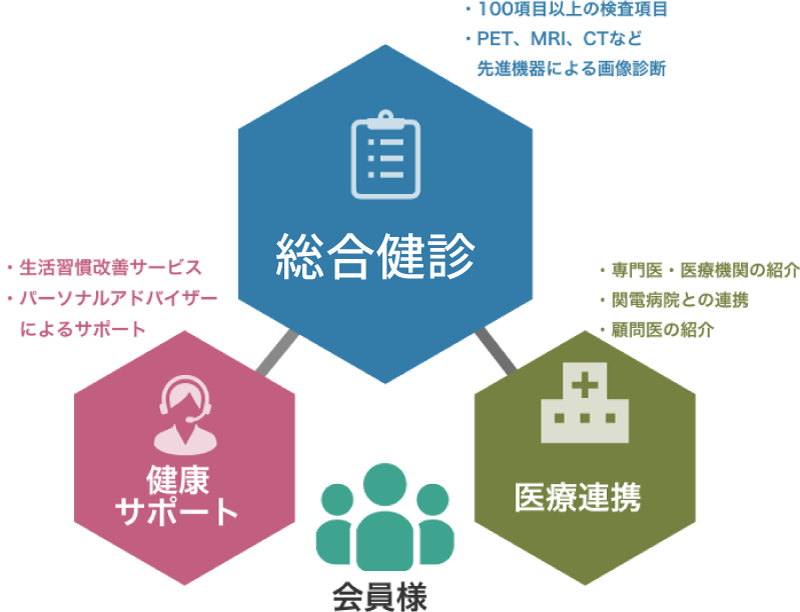 ・100項目以上の検査項目
・PET、MRI、CTなど
先進機器による画像診断
総合健診
・生活習慣改善サービス
・パーソナルアドバイザー
によるサポート
・専門医・医療機関の紹介
・関電病院との連携
・顧問医の紹介
健康
サポート
医療連携
会員様